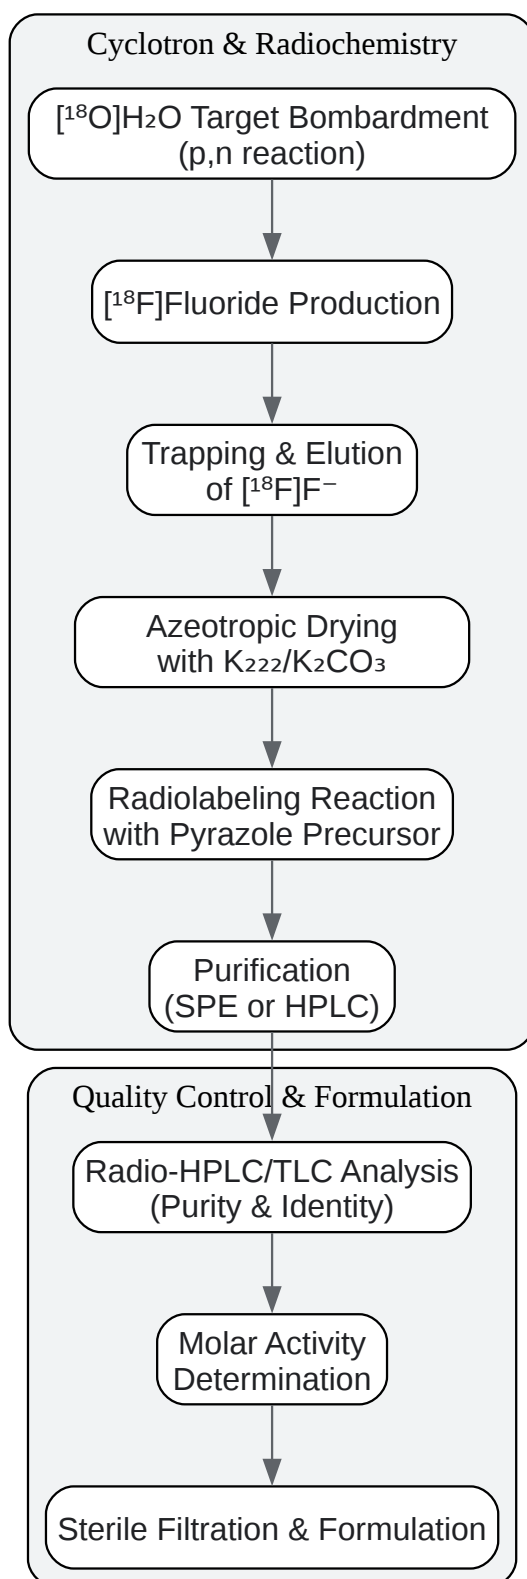 Cyclotron & Radiochemistry
[¹⁸O]H₂O Target Bombardment
(p,n reaction)
[¹⁸F]Fluoride Production
Trapping & Elution
of [¹⁸F]F⁻
Azeotropic Drying
with K₂₂₂/K₂CO₃
Radiolabeling Reaction
with Pyrazole Precursor
Purification
(SPE or HPLC)
Quality Control & Formulation
Radio-HPLC/TLC Analysis
(Purity & Identity)
Molar Activity
Determination
Sterile Filtration & Formulation